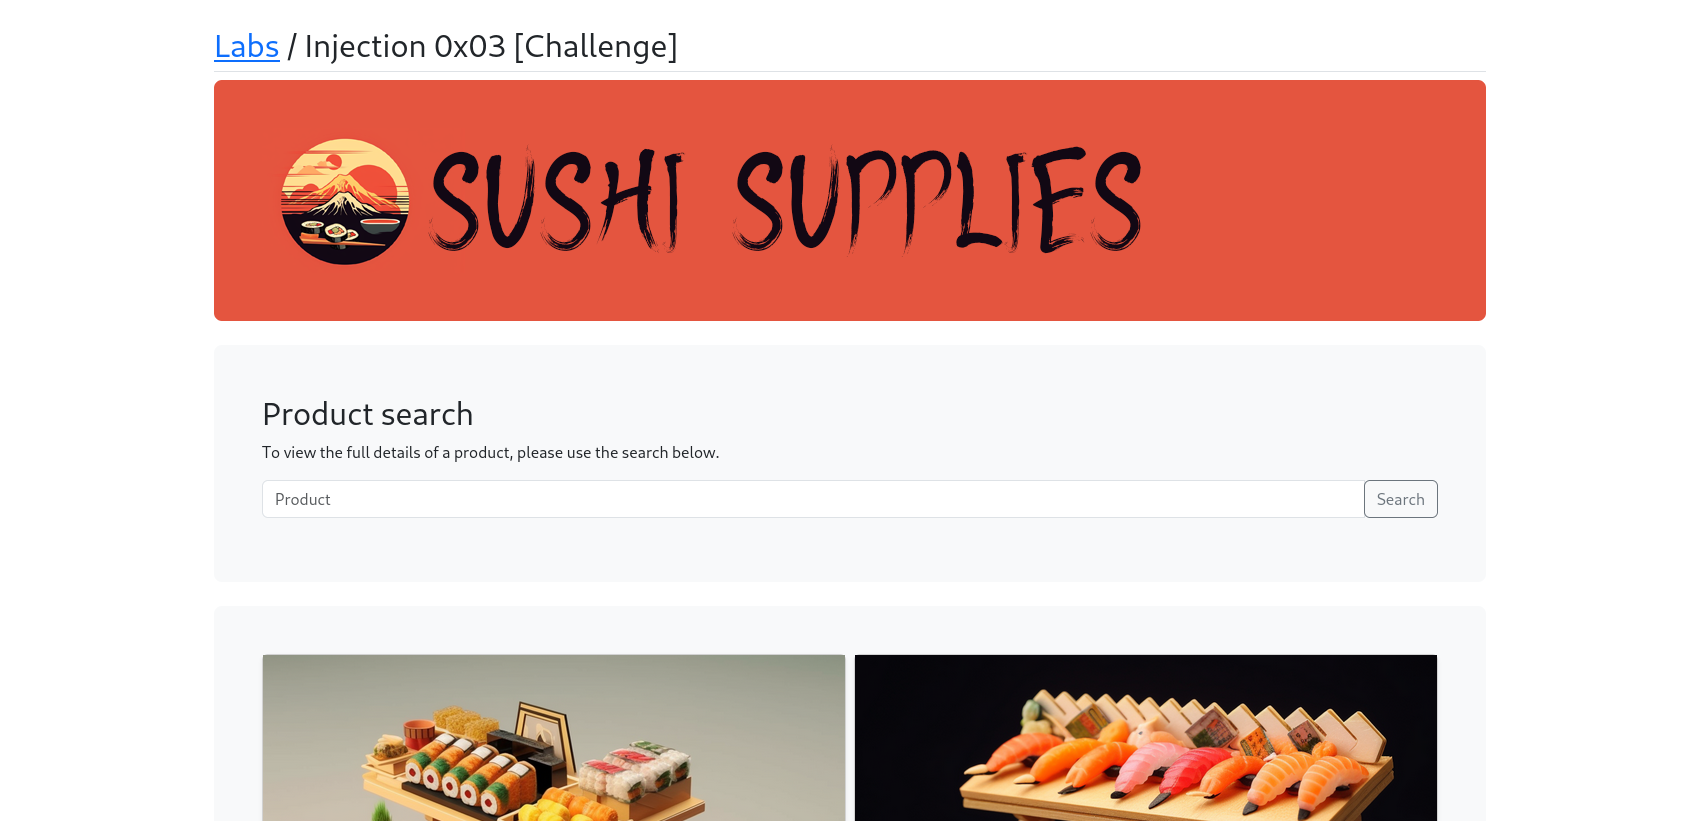 Labs / Injection 0x03 [Challenge]
SUSHI SUPPLIES
Product search
To view the full details of a product, please use the search below.
Product
Search